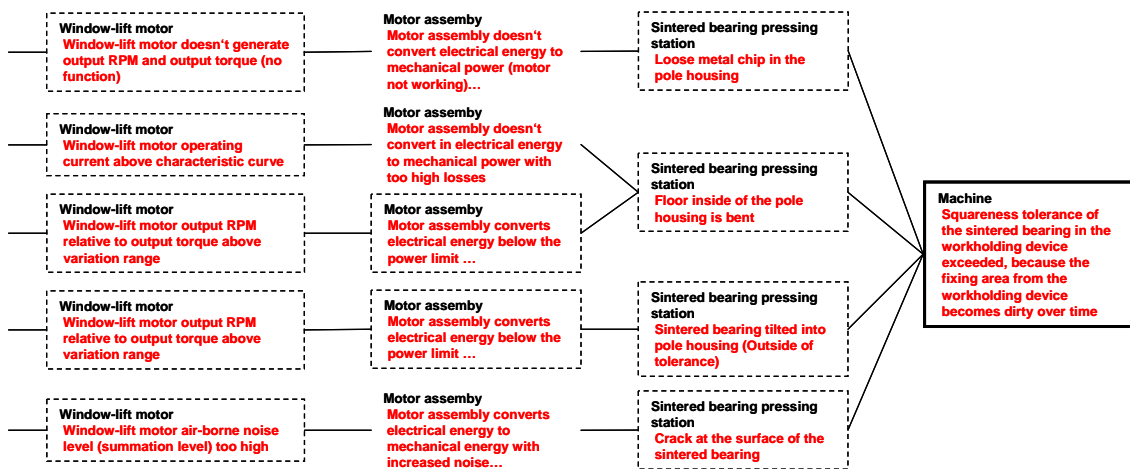 Window-lift motor
Window-lift motor doesn‘t generate
output RPM and output torque (no
function)
Motor assemby
Motor assembly doesn‘t
convert electrical energy to
mechanical power (motor
not working)…
Sintered bearing pressing
station
Loose metal chip in the
pole housing
Window-lift motor
Window-lift motor operating
current above characteristic curve
Motor assemby
Motor assembly doesn‘t
convert in electrical energy
to mechanical power with
too high losses
Sintered bearing pressing
station
Floor inside of the pole
housing is bent
Window-lift motor
Window-lift motor output RPM
relative to output torque above
variation range
Motor assemby
Motor assembly converts
electrical energy below the
power limit …
Machine
Squareness tolerance of
the sintered bearing in the
workholding device
exceeded, because the
fixing area from the
workholding device
becomes dirty over time
Window-lift motor
Window-lift motor output RPM
relative to output torque above
variation range
Motor assemby
Motor assembly converts
electrical energy below the
power limit …
Sintered bearing pressing
station
Sintered bearing tilted into
pole housing (Outside of
tolerance)
Window-lift motor
Window-lift motor air-borne noise
level (summation level) too high
Motor assemby
Motor assembly converts
electrical energy to
mechanical energy with
increased noise…
Sintered bearing pressing
station
Crack at the surface of the
sintered bearing